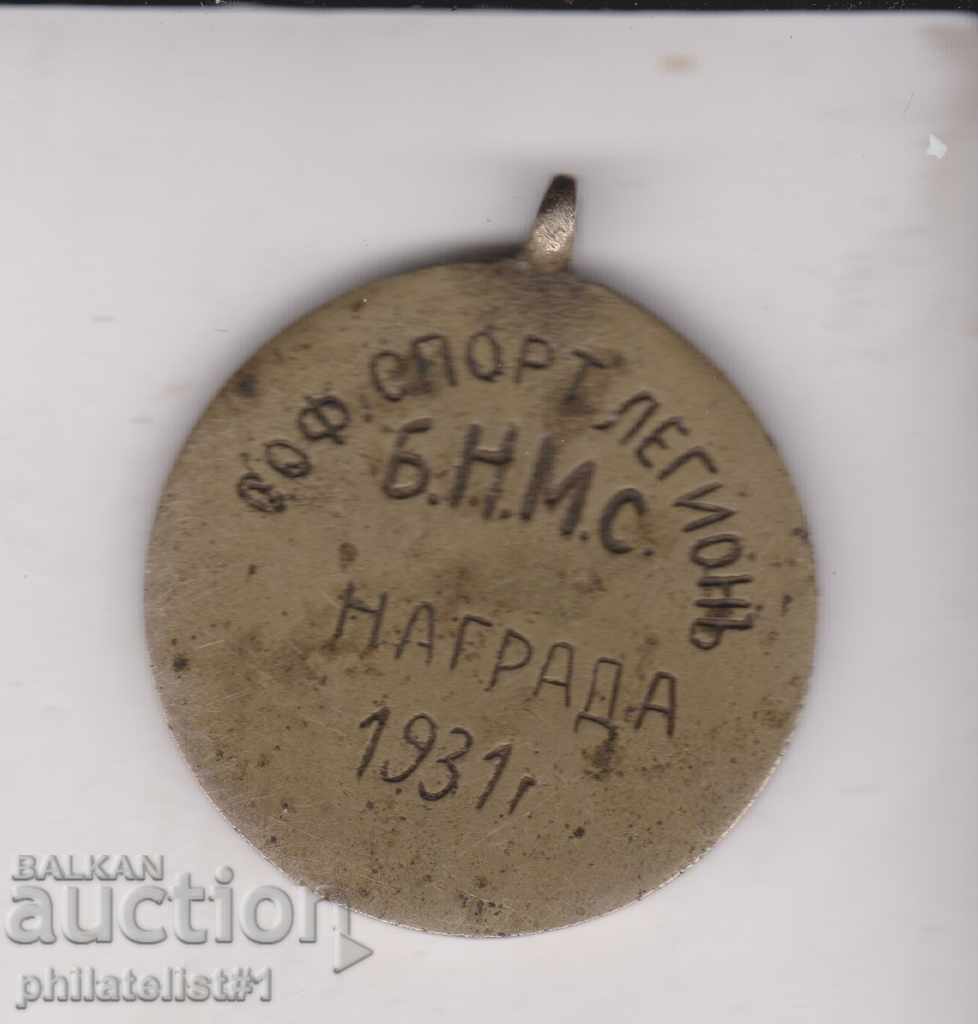 СОФ. СПОРТ. ЛЕГИОНЪ
Б.Н.М.С.
НАГРАДА
1931 г
BALKAN
auction
philatelist#1